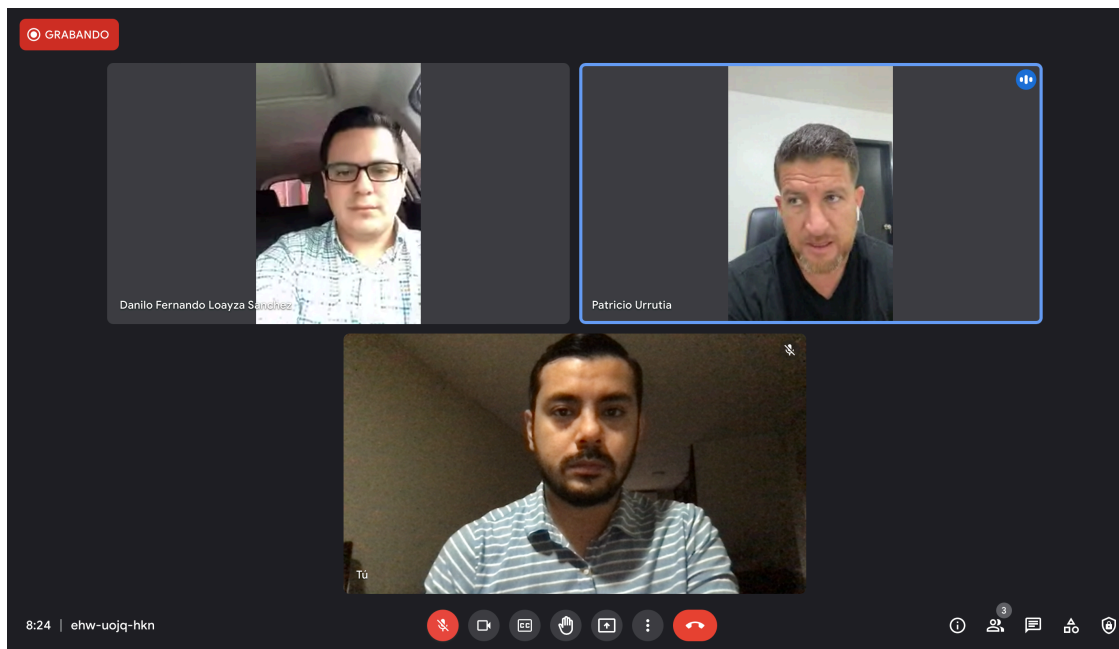 GRABANDO
Danilo Fernando Loayza Sanchez
Patricio Urrutia
Tú
8:24 | ehw-uojq-hkn
CC
3